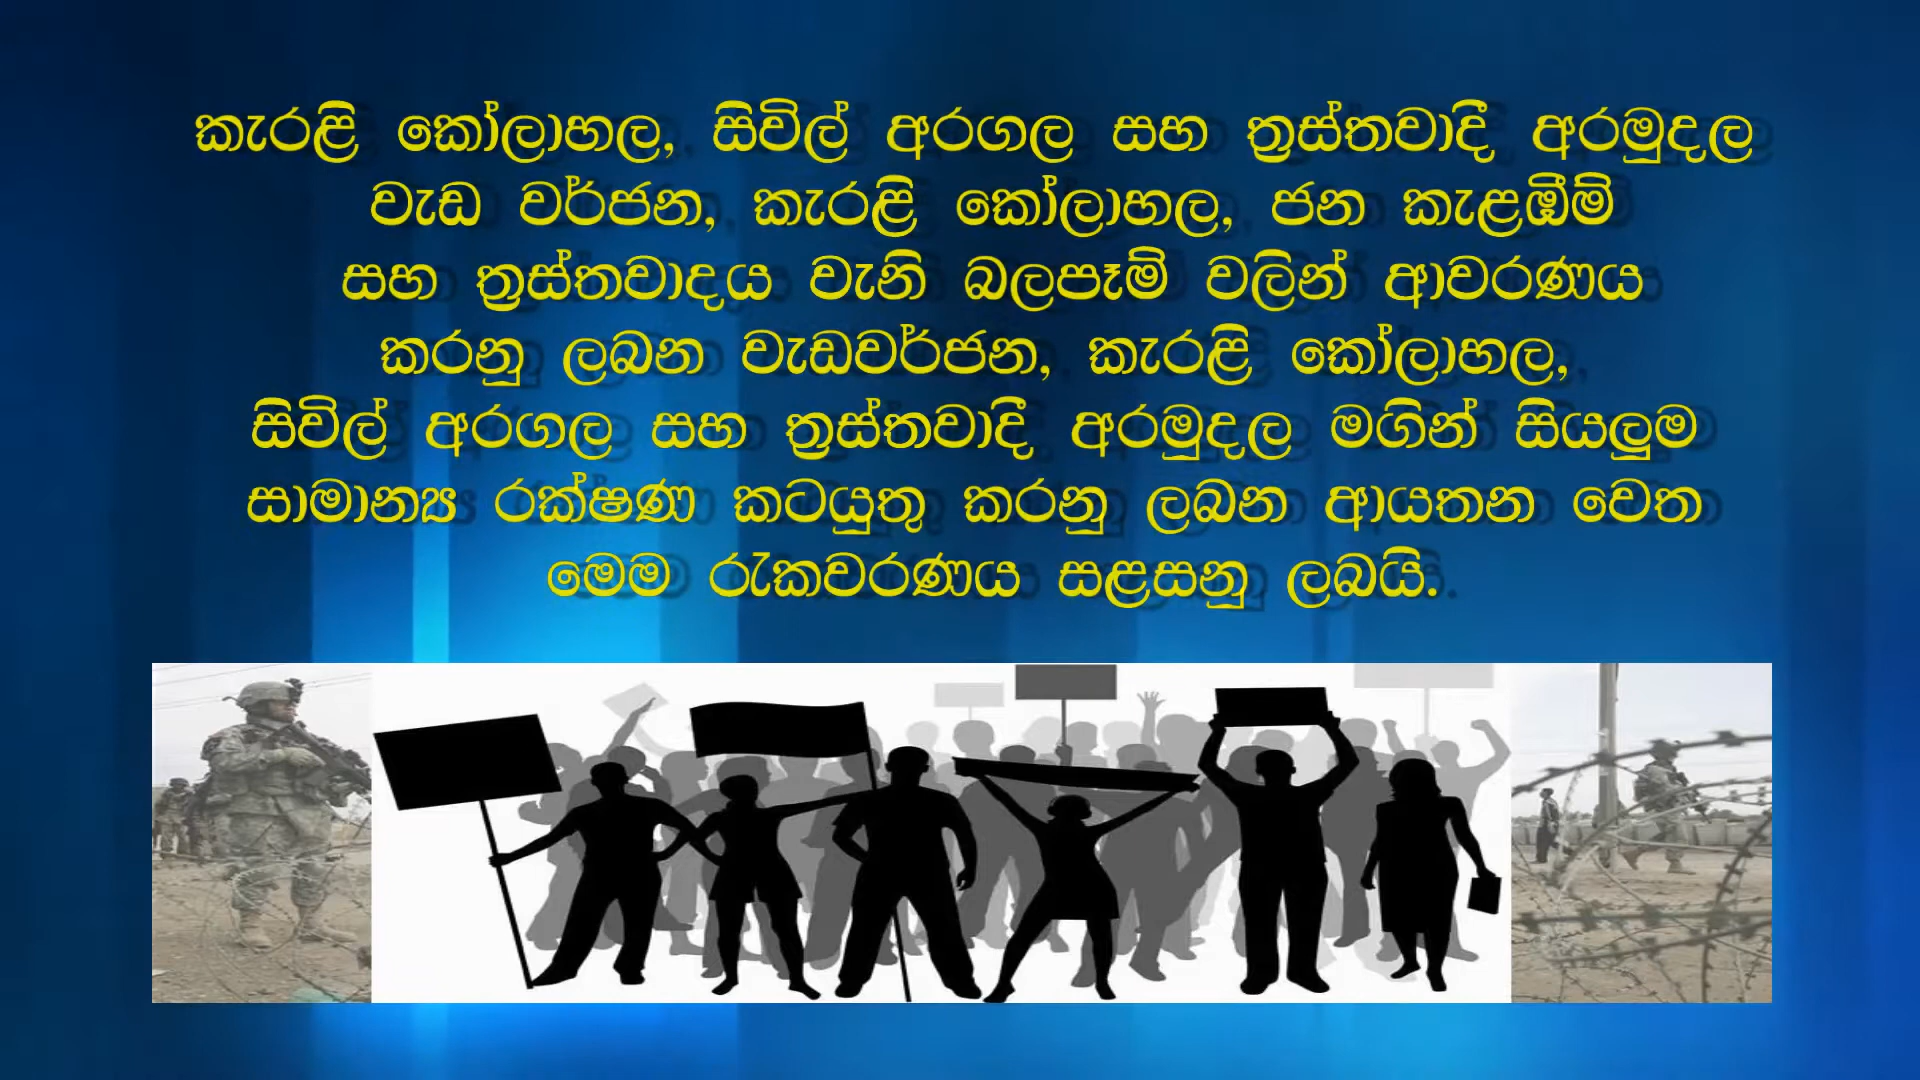 කැරළි කෝලාහල, සිවිල් අරගල සහ ත්‍රස්තවාදී අරමුදල
වැඩ වර්ජන, කැරළි කෝලාහල, ජන කැළඹීම්
සහ ත්‍රස්තවාදය වැනි බලපෑම් වලින් ආවරණය
කරනු ලබන වැඩවර්ජන, කැරළි කෝලාහල,
සිවිල් අරගල සහ ත්‍රස්තවාදී අරමුදල මගින් සියලුම
සාමාන්‍ය රක්ෂණ කටයුතු කරනු ලබන ආයතන වෙත
මෙම රැකවරණය සළසනු ලබයි.